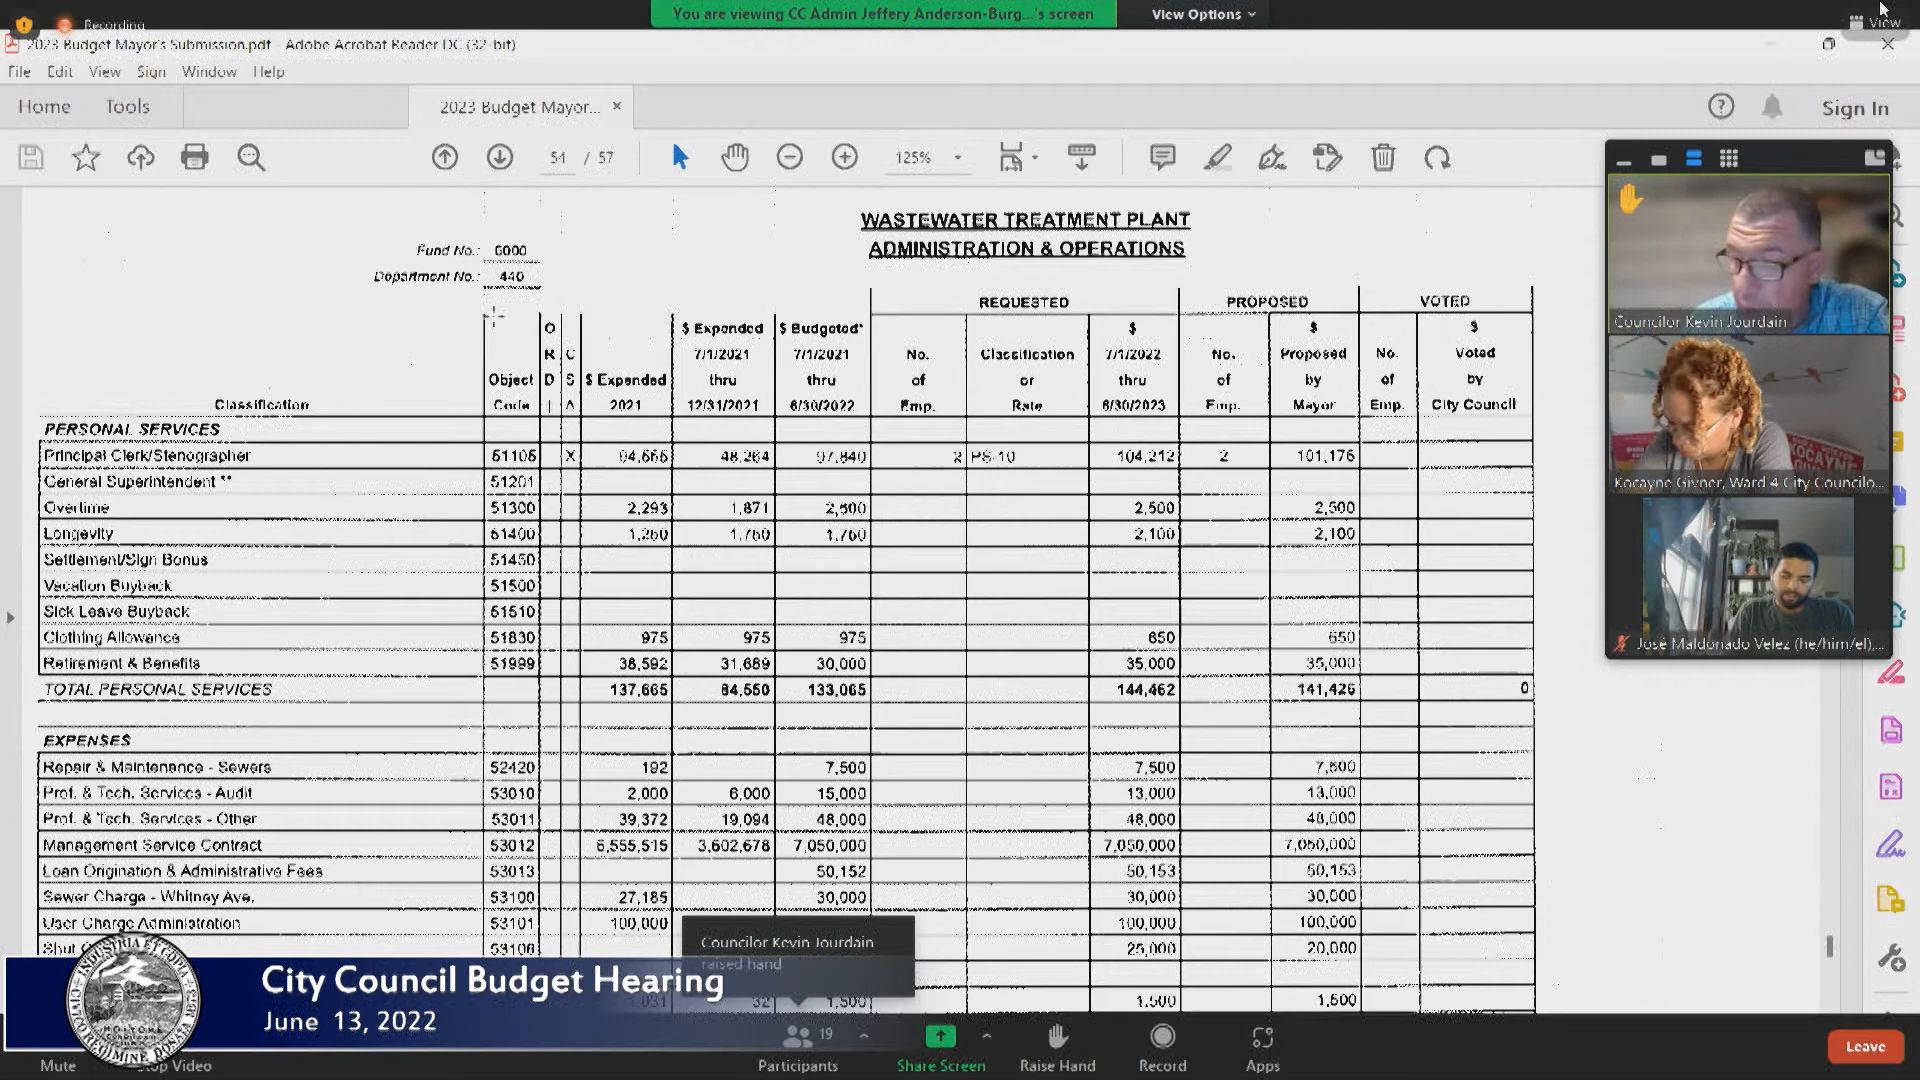 Recording
You are viewing CC Admin Jeffery Anderson-Burg...'s screen
View Options
View
2023 Budget Mayor's Submission.pdf - Adobe Acrobat Reader DC (32-bit)
File Edit View Sign Window Help
Home Tools 2023 Budget Mayor... × Sign In
54 / 57 125%
WASTEWATER TREATMENT PLANT
ADMINISTRATION & OPERATIONS
Fund No.: 6000
Department No.: 440
REQUESTED PROPOSED VOTED
O $ Expended $ Budgeted* $ $ $
R C 7/1/2021 7/1/2021 No. Classification 7/1/2022 No. Proposed No. Voted
Object D S $ Expended thru thru of or thru of by of by
Classification Code I A 2021 12/31/2021 6/30/2022 Emp. Rate 6/30/2023 Emp. Mayor Emp. City Council
PERSONAL SERVICES
Principal Clerk/Stenographer 51105 X 94,555 48,264 97,840 2 PS-10 104,212 2 101,176
General Superintendent ** 51201
Overtime 51300 2,293 1,871 2,500 2,500 2,500
Longevity 51400 1,250 1,750 1,750 2,100 2,100
Settlement/Sign Bonus 51450
Vacation Buyback 51500
Sick Leave Buyback 51510
Clothing Allowance 51830 975 975 975 650 650
Retirement & Benefits 51999 38,592 31,689 30,000 35,000 35,000
TOTAL PERSONAL SERVICES 137,665 84,550 133,065 144,462 141,426 0
EXPENSES
Repair & Maintenance - Sewers 52420 192 7,500 7,500 7,500
Prof. & Tech. Services - Audit 53010 2,000 6,000 15,000 13,000 13,000
Prof. & Tech. Services - Other 53011 39,372 19,094 48,000 48,000 48,000
Management Service Contract 53012 6,555,515 3,602,678 7,050,000 7,050,000 7,050,000
Loan Origination & Administrative Fees 53013 50,152 50,153 50,153
Sewer Charge - Whitney Ave. 53100 27,185 30,000 30,000 30,000
User Charge Administration 53101 100,000 100,000 100,000
Shut 53106 25,000 20,000
32 1,500 1,500 1,500
Councilor Kevin Jourdain
Kocayne Givner, Ward 4 City Councilo...
Jose Maldonado Velez (he/him/el),...
Councilor Kevin Jourdain
raised hand
City Council Budget Hearing
June 13, 2022
Mute Stop Video Participants 19 Share Screen Raise Hand Record Apps Leave